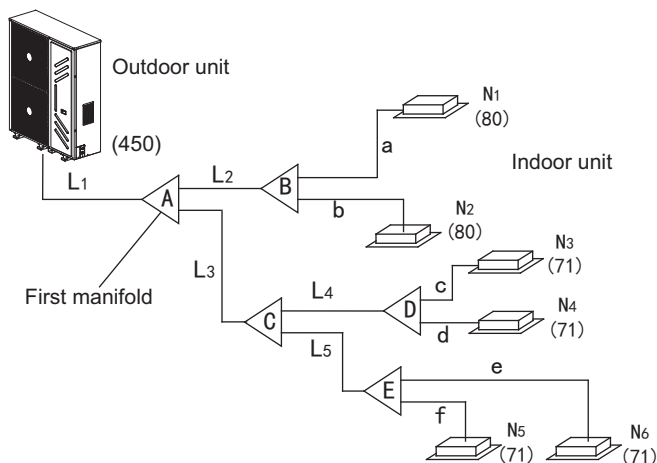 Outdoor unit
(450)
N1
(80)
a
Indoor unit
L1
L2
A
B
b
N2
(80)
First manifold
L3
N3
(71)
c
L4
C
D
d
N4
(71)
L5
E
e
f
N5
(71)
N6
(71)